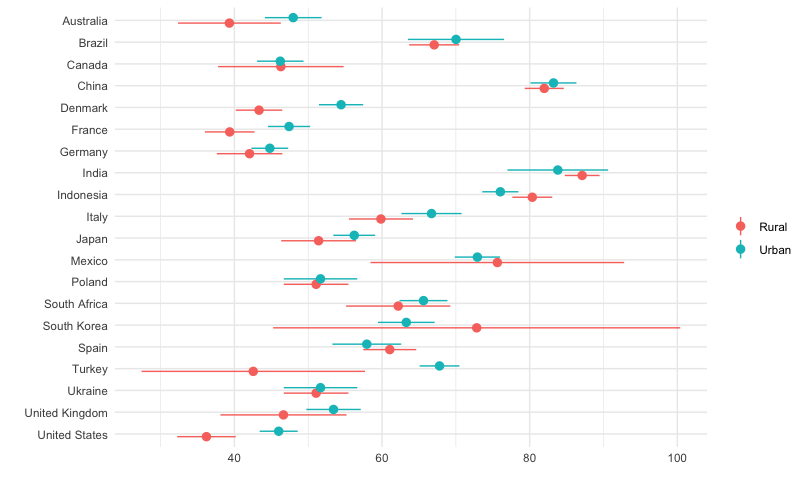 Australia
Brazil
Canada
China
Denmark
France
Germany
India
Indonesia
Italy
Japan
Mexico
Poland
South Africa
South Korea
Spain
Turkey
Ukraine
United Kingdom
United States
40 60 80 100
Rural
Urban